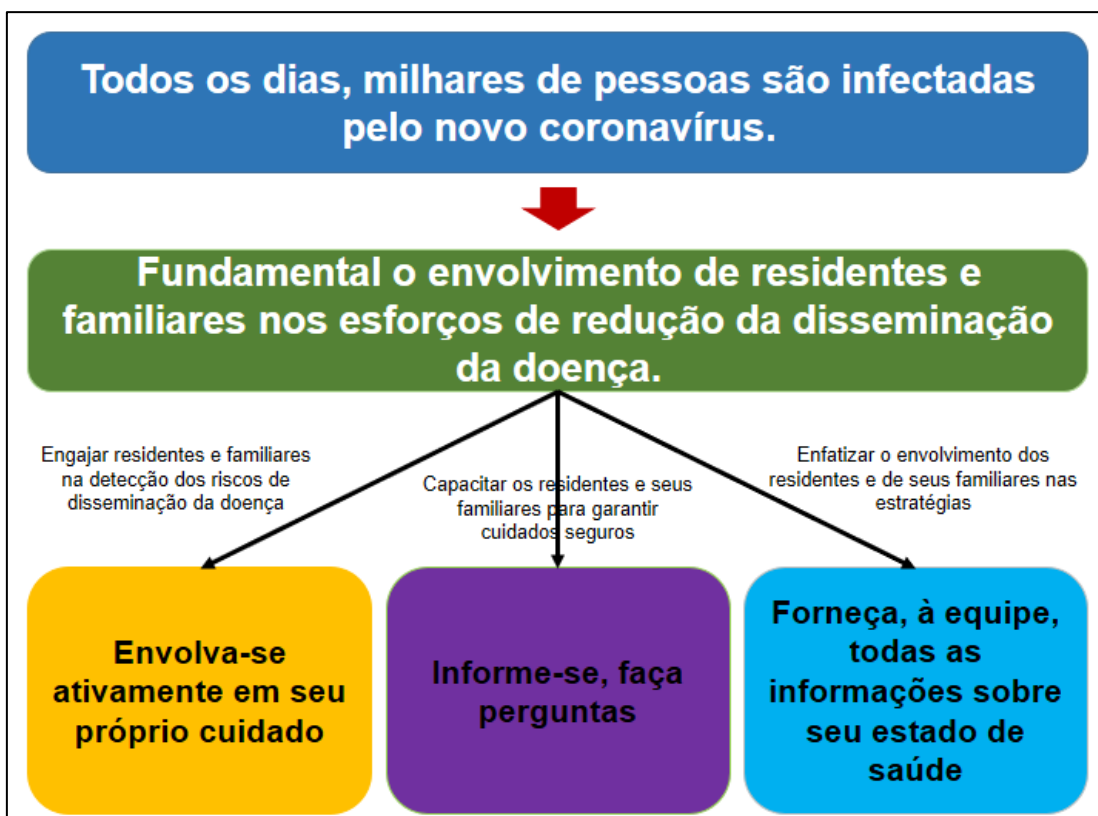 Todos os dias, milhares de pessoas são infectadas
pelo novo coronavírus.
Fundamental o envolvimento de residentes e
familiares nos esforços de redução da disseminação
da doença.
Engajar residentes e familiares
na detecção dos riscos de
disseminação da doença
Capacitar os residentes e seus
familiares para garantir
cuidados seguros
Enfatizar o envolvimento dos
residentes e de seus familiares nas
estratégias
Envolva-se
ativamente em seu
próprio cuidado
Informe-se, faça
perguntas
Forneça, à equipe,
todas as
informações sobre
seu estado de
saúde